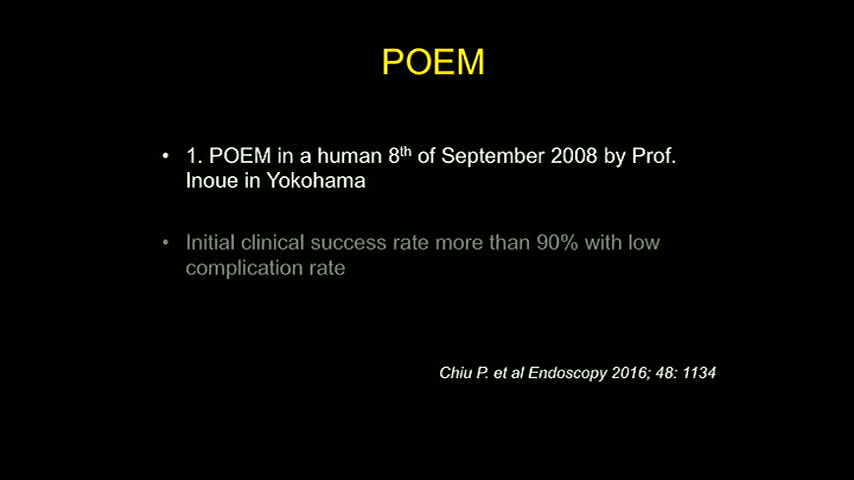 POEM
• 1. POEM in a human 8th of September 2008 by Prof.
Inoue in Yokohama
• Initial clinical success rate more than 90% with low
complication rate
Chiu P. et al Endoscopy 2016; 48: 1134